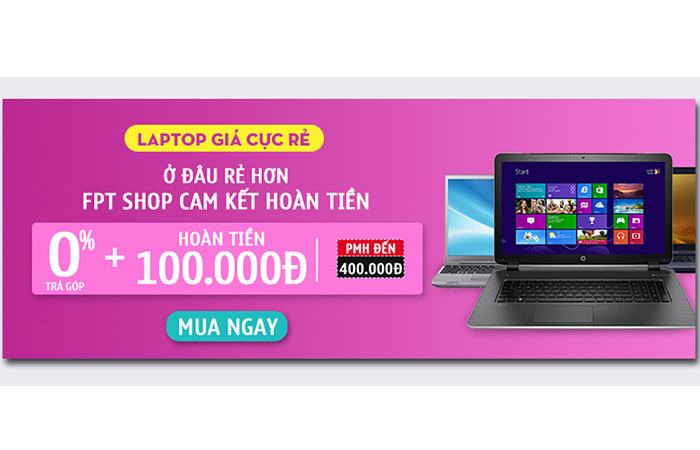 LAPTOP GIÁ CỰC RẺ
Ở ĐÂU RẺ HƠN
FPT SHOP CAM KẾT HOÀN TIỀN
0% TRẢ GÓP
+
HOÀN TIỀN
100.000Đ
PMH ĐẾN
400.000Đ
MUA NGAY
Start
hp